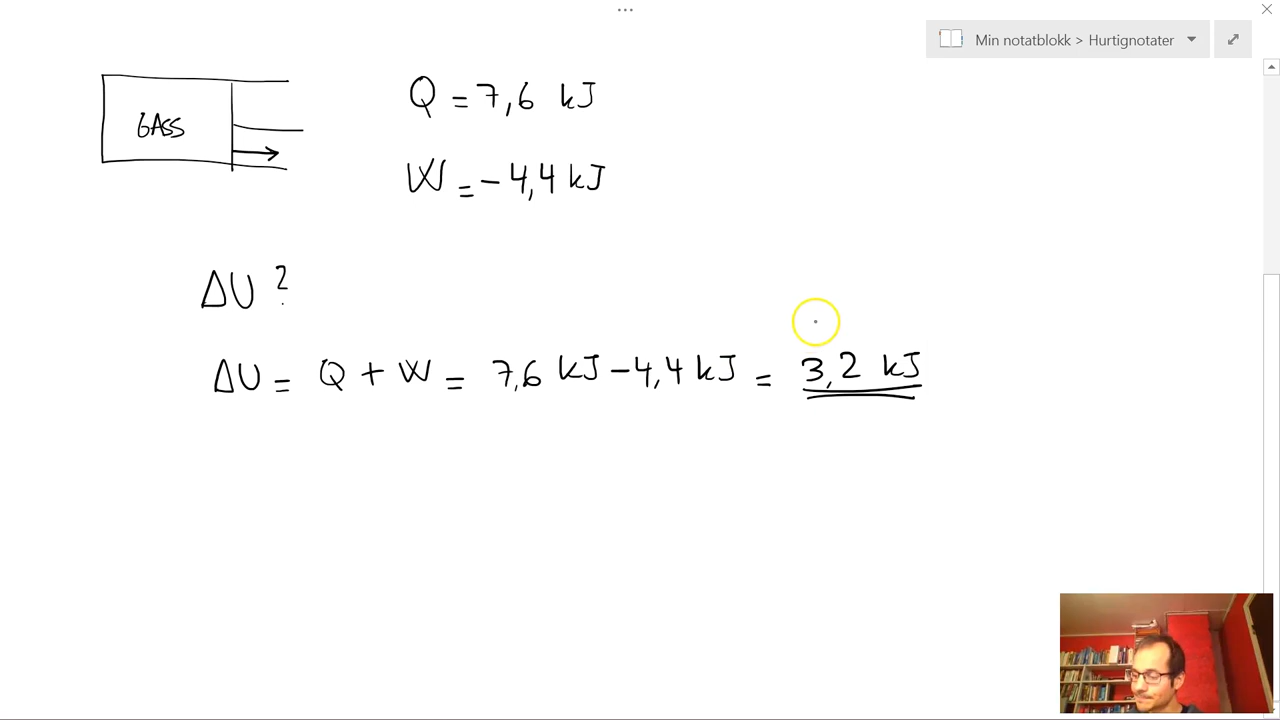 Min notatblokk > Hurtignotater
GASS
Q = 7,6 kJ
W = - 4,4 kJ
ΔU ?
ΔU = Q + W = 7,6 kJ - 4,4 kJ = 3,2 kJ